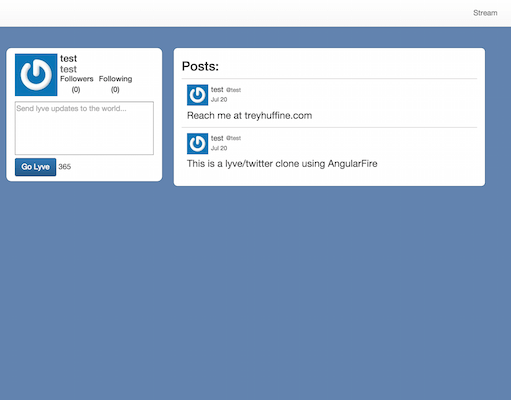 Stream
test
test
Followers Following
(0) (0)
Send lyve updates to the world...
Go Lyve 365
Posts:
test @test
Jul 20
Reach me at treyhuffine.com
test @test
Jul 20
This is a lyve/twitter clone using AngularFire